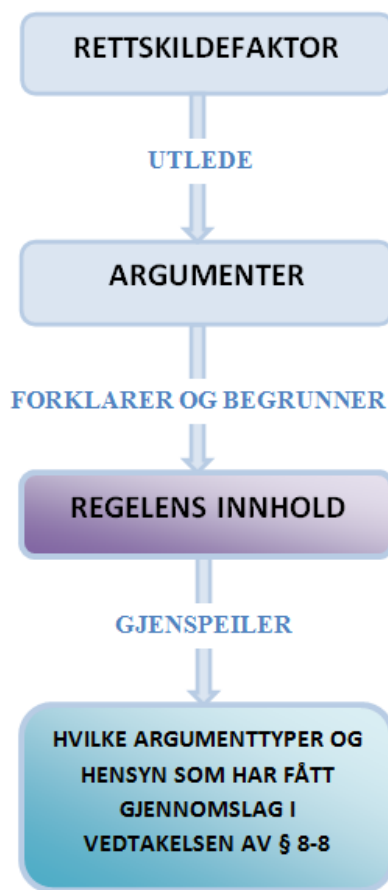 RETTSKILDEFAKTOR
UTLEDE
ARGUMENTER
FORKLARER OG BEGRUNNER
REGELENS INNHOLD
GJENSPEILER
HVILKE ARGUMENTTYPER OG
HENSYN SOM HAR FÅTT
GJENNOMSLAG I
VEDTAKELSEN AV § 8-8